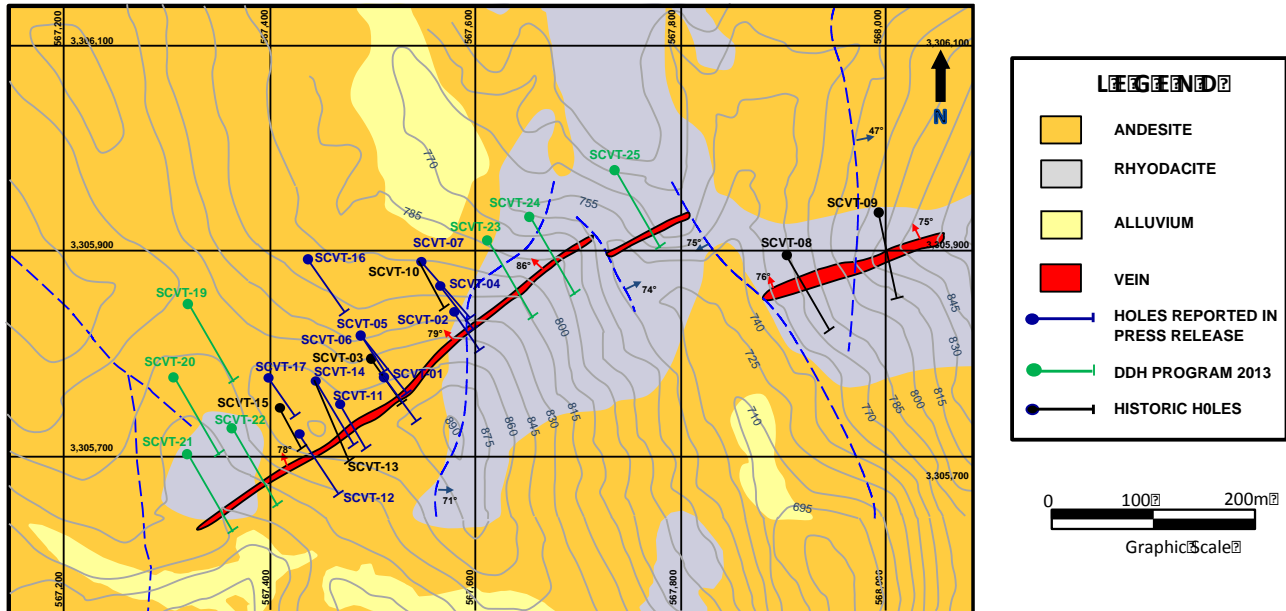 567,200
567,400
567,600
567,800
568,000
3,306,100
3,306,100
N
770
47°
SCVT-25
SCVT-09
SCVT-24
755
785
SCVT-23
75°
SCVT-07
SCVT-08
75°
3,305,900
3,305,900
SCVT-16
SCVT-10
86°
76°
74°
SCVT-04
SCVT-19
845
SCVT-02
740
800
SCVT-05
79°
830
SCVT-06
725
SCVT-03
SCVT-20
SCVT-17
SCVT-14
SCVT-01
815
SCVT-11
815
800
SCVT-15
830
710
785
SCVT-22
845
770
890
860
875
SCVT-21
78°
3,305,700
3,305,700
SCVT-13
SCVT-12
71°
695
567,200
567,400
567,800
568,000
LEGEND
ANDESITE
RHYODACITE
ALLUVIUM
VEIN
HOLES REPORTED IN
PRESS RELEASE
DDH PROGRAM 2013
HISTORIC H0LES
0
100
200m
Graphic Scale